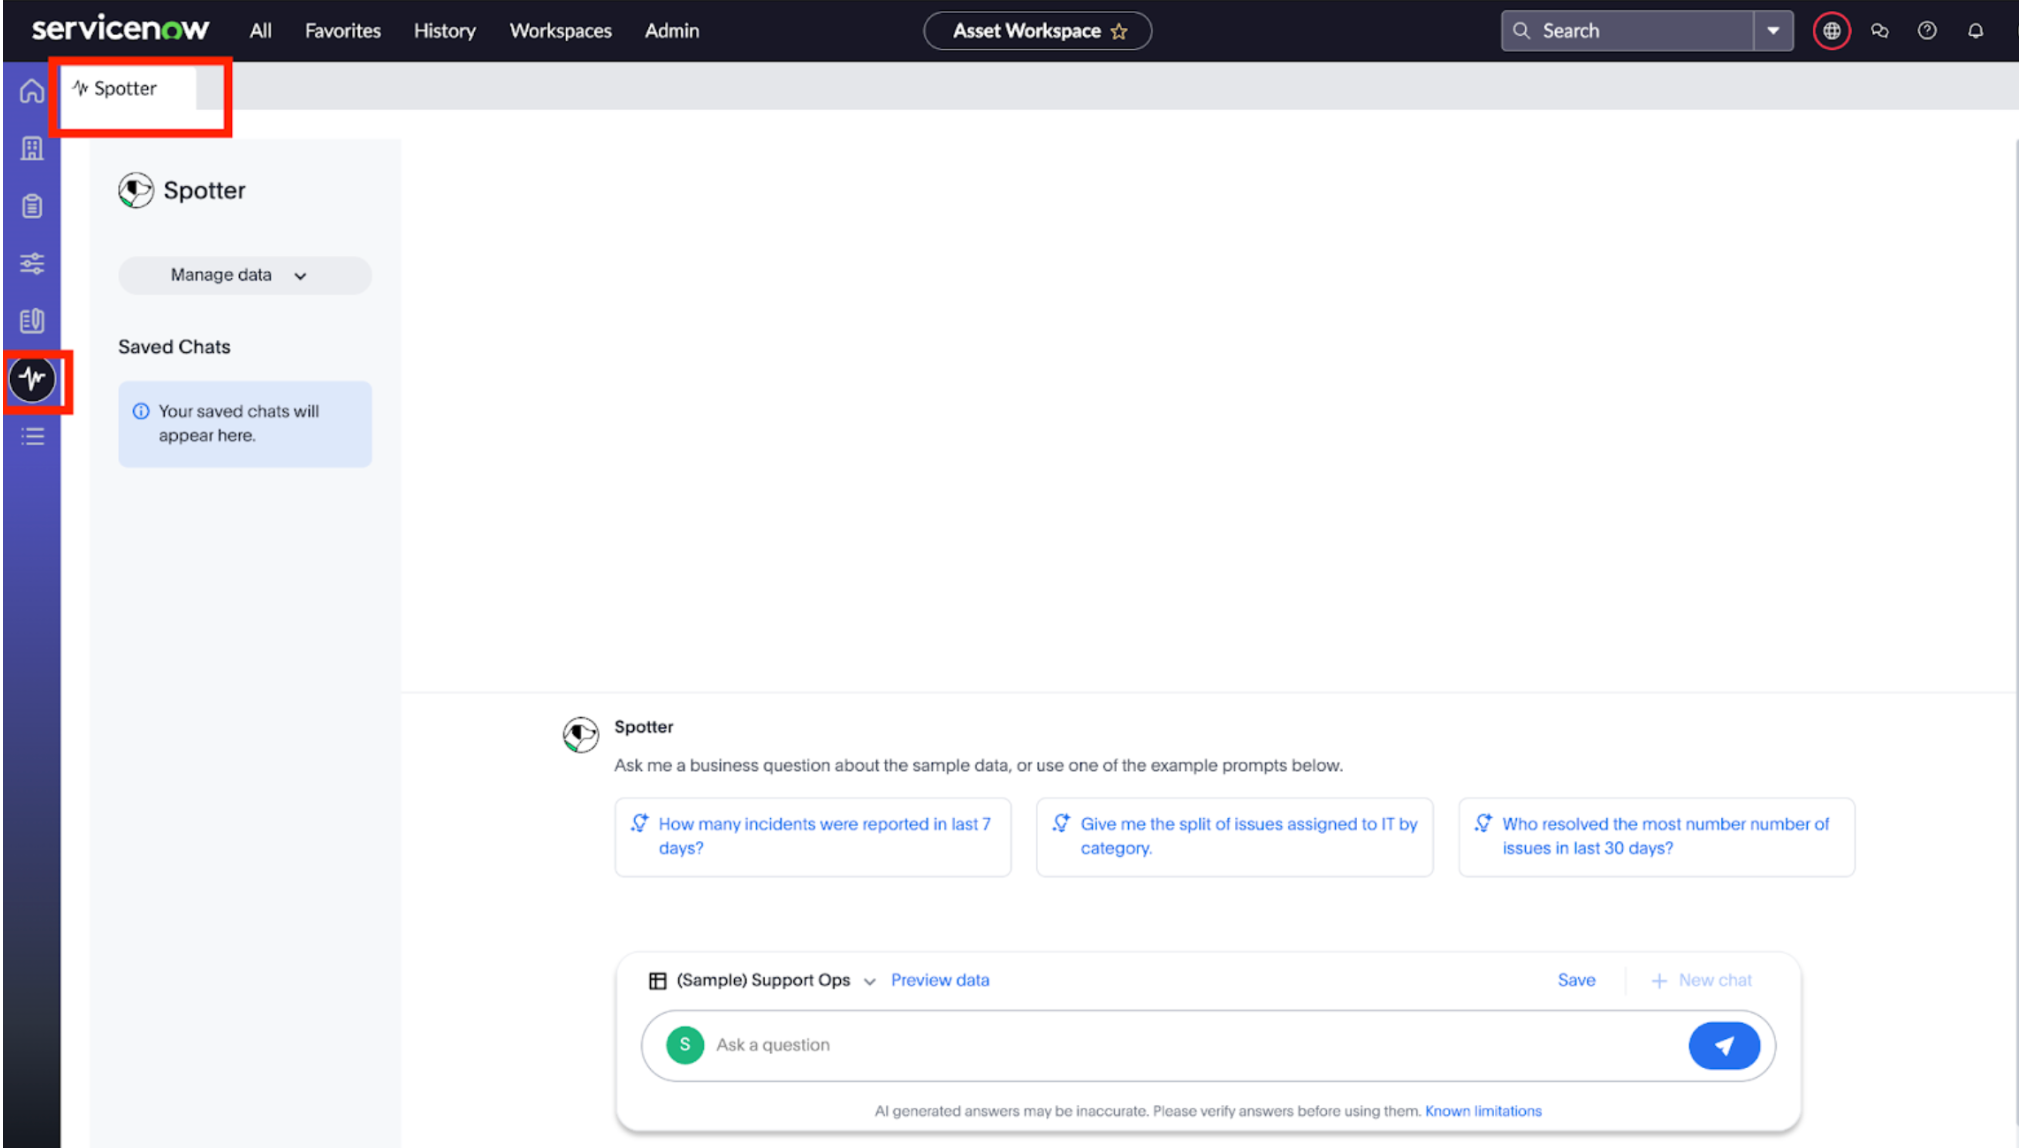 servicenow All Favorites History Workspaces Admin Asset Workspace Search
Spotter
Spotter
Manage data
Saved Chats
Your saved chats will
appear here.
Spotter
Ask me a business question about the sample data, or use one of the example prompts below.
How many incidents were reported in last 7
days?
Give me the split of issues assigned to IT by
category.
Who resolved the most number number of
issues in last 30 days?
(Sample) Support Ops Preview data Save + New chat
S Ask a question
AI generated answers may be inaccurate. Please verify answers before using them. Known limitations